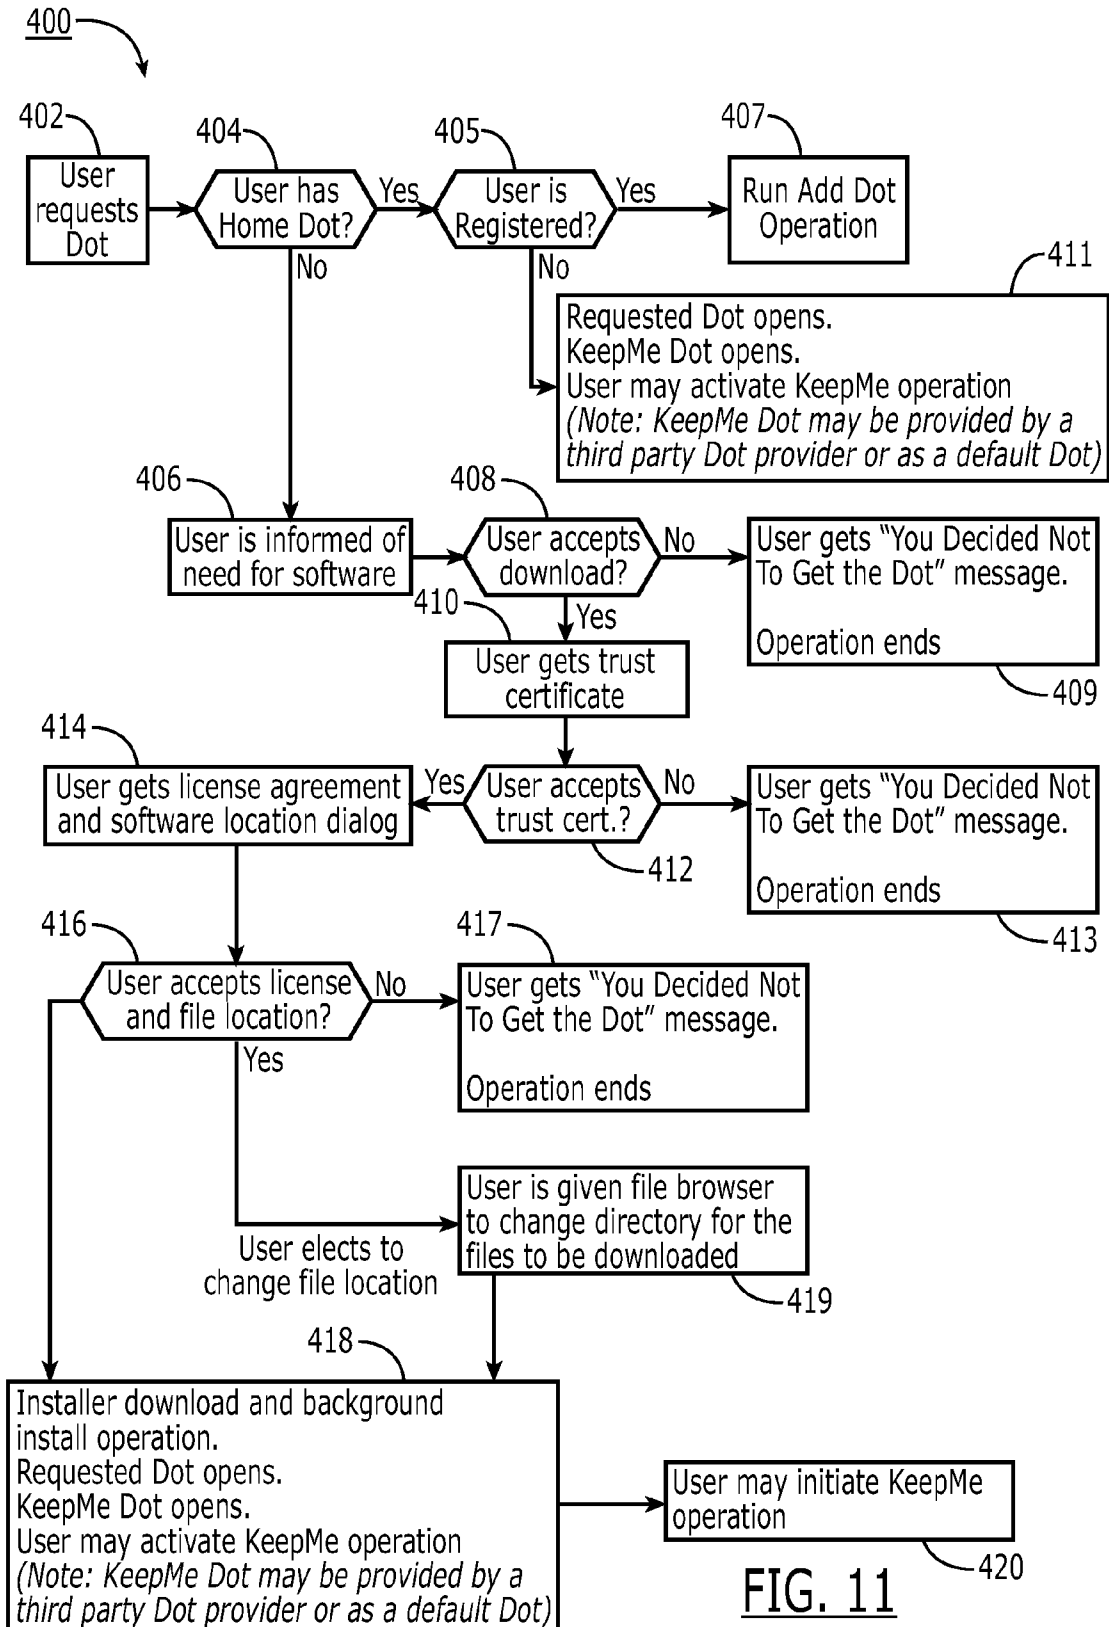 400
402
404
405
407
User
requests
Dot
User has
Home Dot?
Yes
User is
Registered?
Yes
Run Add Dot
Operation
No
No
411
Requested Dot opens.
KeepMe Dot opens.
User may activate KeepMe operation
(Note: KeepMe Dot may be provided by a
third party Dot provider or as a default Dot)
406
408
User is informed of
need for software
User accepts
download?
No
User gets “You Decided Not
To Get the Dot” message.
Operation ends
409
410
Yes
User gets trust
certificate
414
User gets license agreement
and software location dialog
Yes
User accepts
trust cert.?
No
412
User gets “You Decided Not
To Get the Dot” message.
Operation ends
413
416
417
User accepts license
and file location?
No
Yes
User gets “You Decided Not
To Get the Dot” message.
Operation ends
User elects to
change file location
User is given file browser
to change directory for the
files to be downloaded
419
418
Installer download and background
install operation.
Requested Dot opens.
KeepMe Dot opens.
User may activate KeepMe operation
(Note: KeepMe Dot may be provided by a
third party Dot provider or as a default Dot)
User may initiate KeepMe
operation
420
FIG. 11